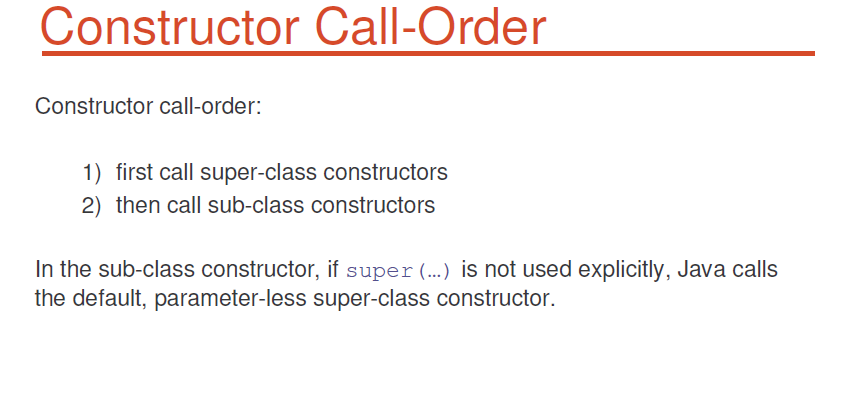 Constructor Call-Order
Constructor call-order:
1) first call super-class constructors
2) then call sub-class constructors
In the sub-class constructor, if super(…) is not used explicitly, Java calls
the default, parameter-less super-class constructor.